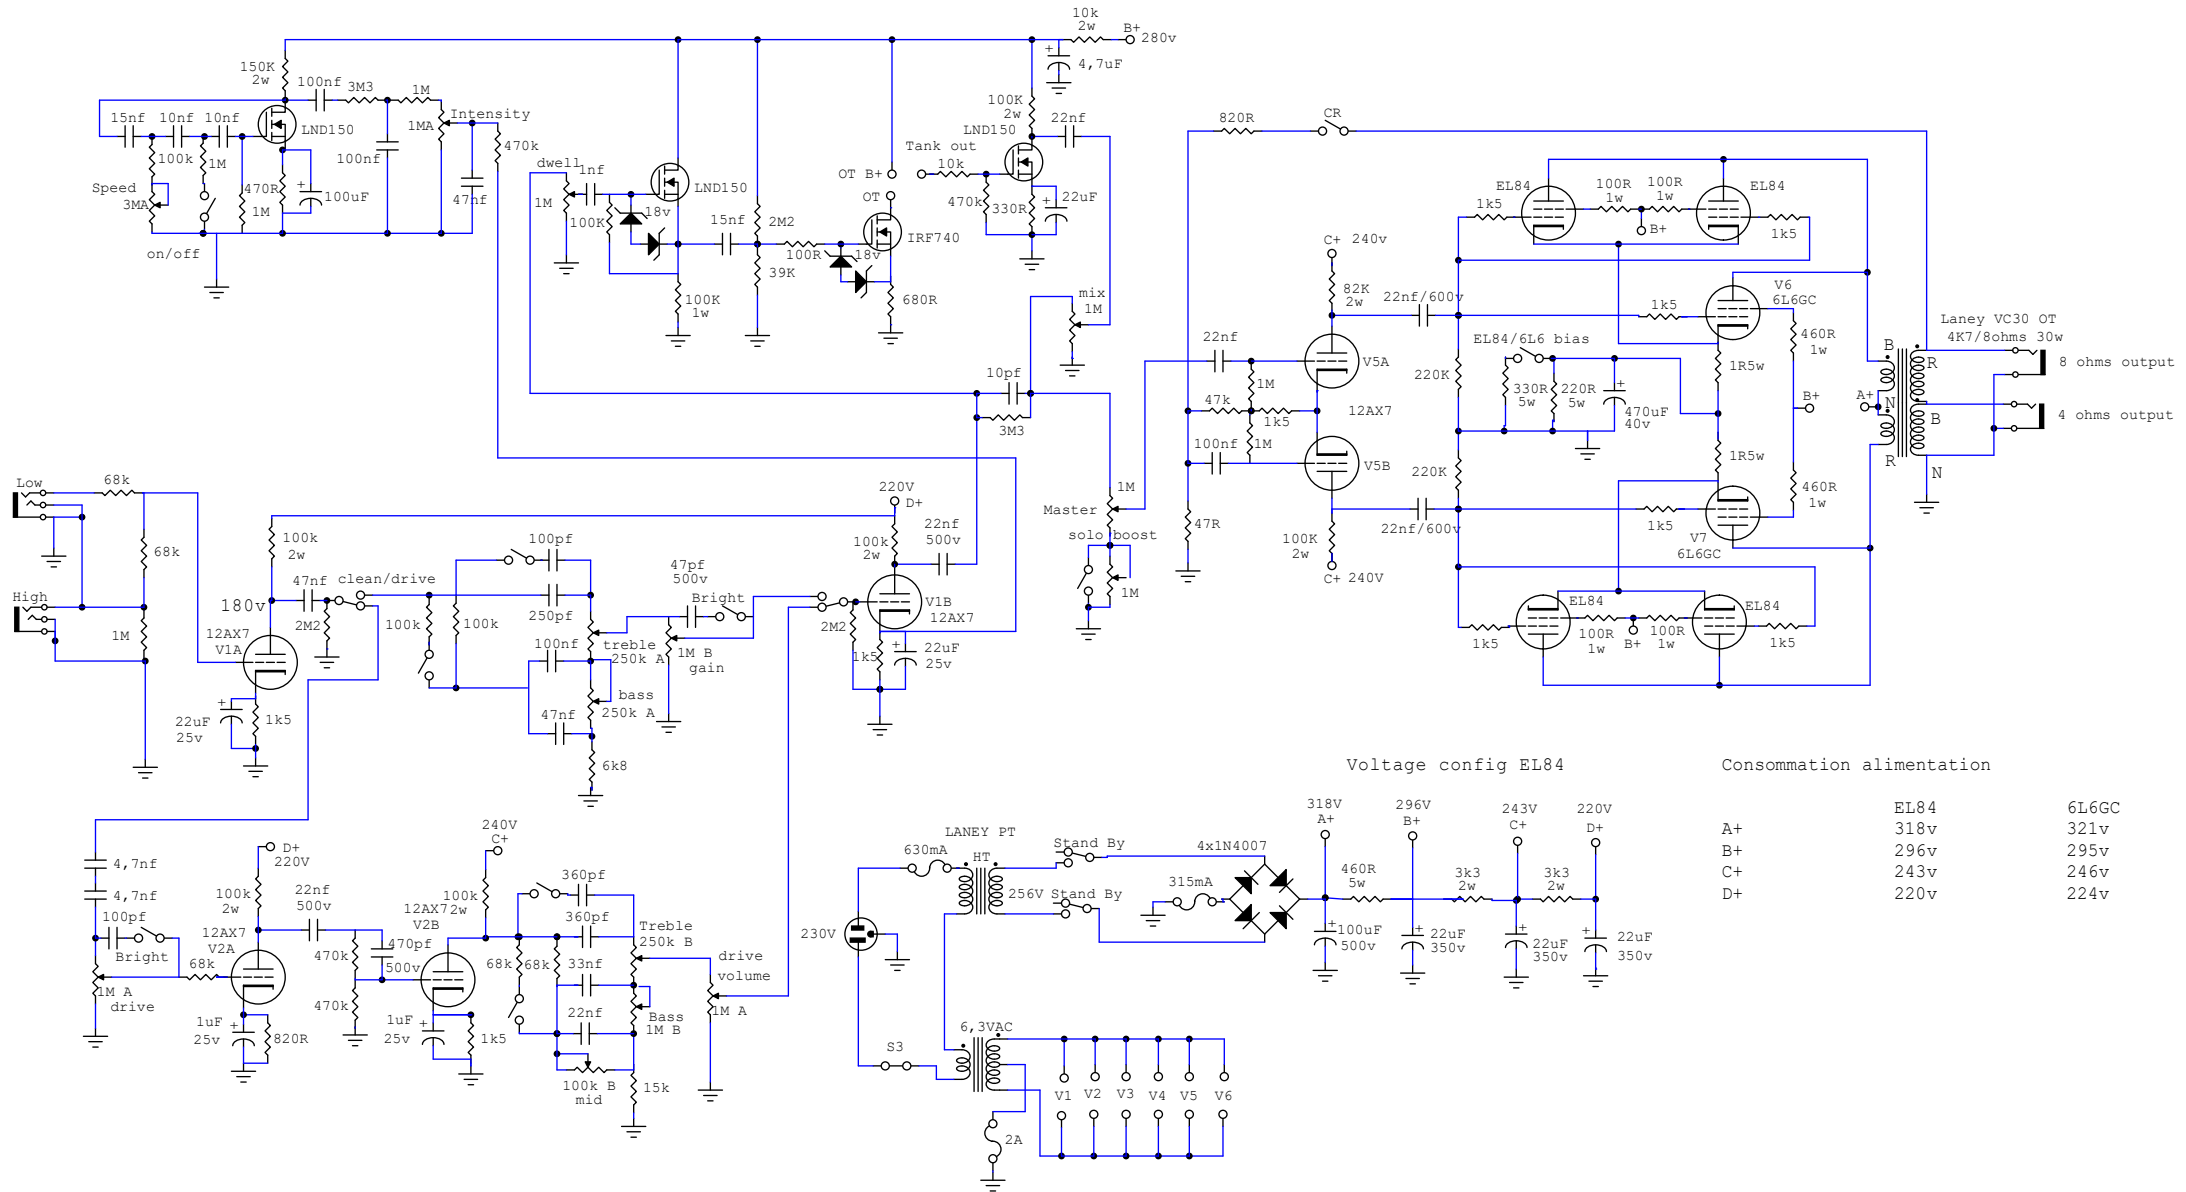 10k
2w
B+
280v
4,7uF
150K
2w
100nf
3M3
1M
15nf
10nf
10nf
LND150
1MA
Intensity
470k
100k
1M
100nf
Speed
3MA
470R
1M
100uF
47nf
on/off
dwell
1nf
1M
100K
LND150
18v
15nf
2M2
39K
100K
1w
OT B+
OT
Tank out
10k
100R
18v
IRF740
680R
100K
2w
LND150
22nf
470k
330R
22uF
mix
1M
10pf
3M3
820R
CR
C+
240v
82K
2w
22nf/600v
22nf
V5A
1M
47k
1k5
12AX7
100nf
1M
V5B
47R
100K
2w
C+
240V
22nf/600v
220K
220K
EL84
100R
1w
100R
1w
EL84
1k5
1k5
B+
V6
6L6GC
1k5
460R
1w
EL84/6L6 bias
330R
5w
220R
5w
470uF
40v
1R5w
1R5w
B+
460R
1w
1k5
V7
6L6GC
EL84
100R
1w
100R
1w
EL84
1k5
1k5
B+
Laney VC30 OT
4K7/8ohms 30w
B
R
A+
N
B
R
N
8 ohms output
4 ohms output
Low
68k
68k
High
1M
180v
12AX7
V1A
100k
2w
47nf
clean/drive
2M2
22uF
25v
1k5
100pf
250pf
100k
100k
100nf
treble
250k A
bass
250k A
47nf
6k8
47pf
500v
Bright
1M B
gain
220V
D+
100k
2w
22nf
500v
V1B
12AX7
2M2
1k5
22uF
25v
1M
Master
solo boost
1M
4,7nf
4,7nf
100pf
Bright
1M A
drive
68k
D+
220V
100k
2w
22nf
500v
12AX7
V2A
1uF
25v
820R
470k
470pf
500v
470k
240V
C+
100k
2w
12AX7
V2B
1uF
25v
1k5
360pf
360pf
68k
68k
33nf
22nf
Treble
250k B
Bass
1M B
100k B
mid
15k
drive
volume
1M A
LANEY PT
630mA
HT
Stand By
256V
Stand By
4x1N4007
315mA
230V
S3
6,3VAC
2A
V1
V2
V3
V4
V5
V6
Voltage config EL84
318V
A+
296V
B+
243V
C+
220V
D+
460R
5w
3k3
2w
3k3
2w
100uF
500v
22uF
350v
22uF
350v
22uF
350v
Consommation alimentation
EL84 6L6GC
A+ 318v 321v
B+ 296v 295v
C+ 243v 246v
D+ 220v 224v